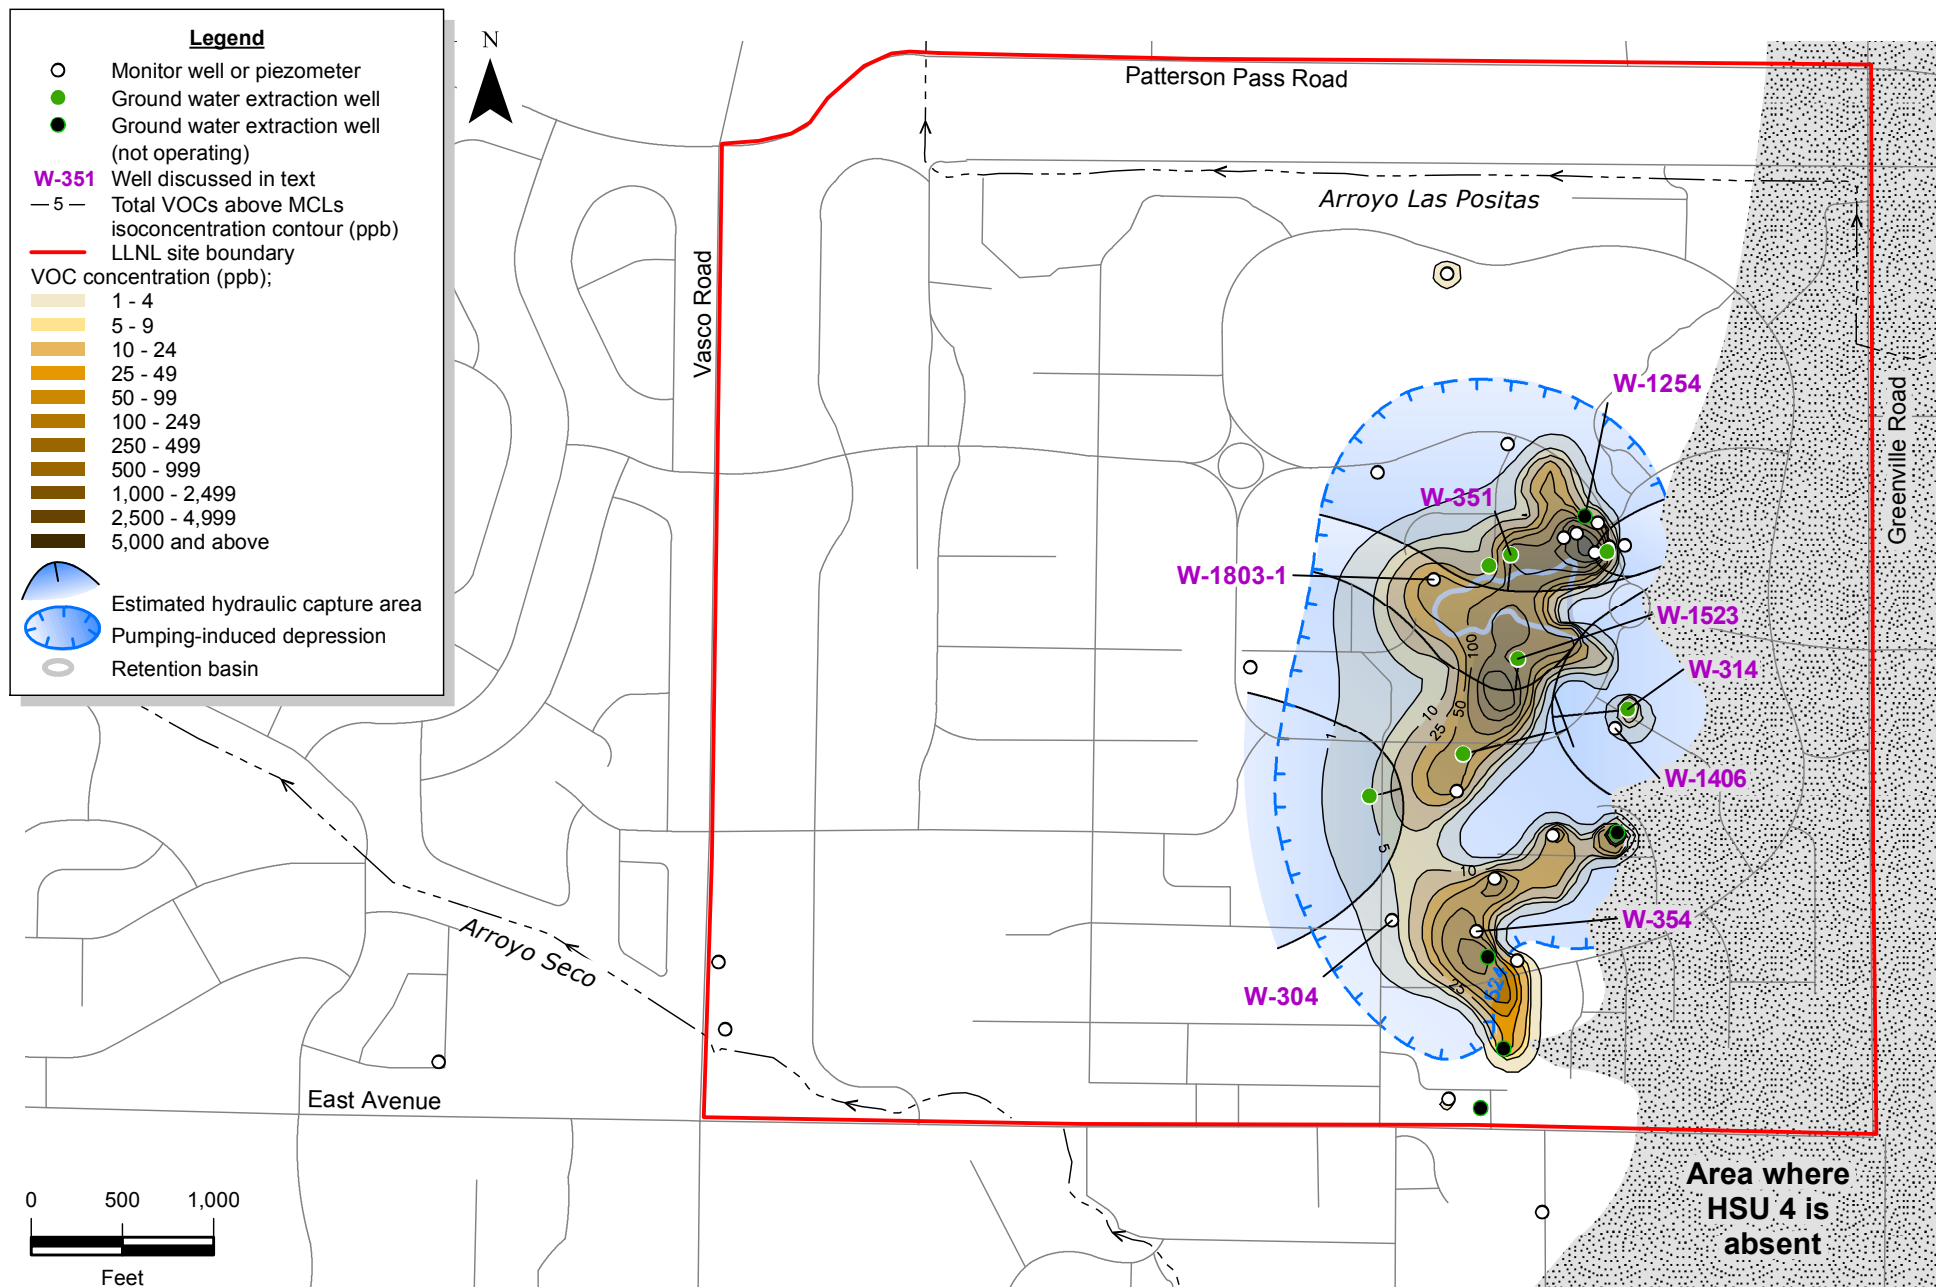 Legend
Monitor well or piezometer
Ground water extraction well
Ground water extraction well
(not operating)
W-351 Well discussed in text
5 Total VOCs above MCLs
isoconcentration contour (ppb)
LLNL site boundary
VOC concentration (ppb);
1 - 4
5 - 9
10 - 24
25 - 49
50 - 99
100 - 249
250 - 499
500 - 999
1,000 - 2,499
2,500 - 4,999
5,000 and above
Estimated hydraulic capture area
Pumping-induced depression
Retention basin
N
Patterson Pass Road
Arroyo Las Positas
Vasco Road
Greenville Road
W-1254
W-351
W-1803-1
W-1523
100
W-314
10
50
25
1
W-1406
5
10
W-354
Arroyo Seco
25
524
W-304
East Avenue
Area where
HSU 4 is
absent
0 500 1,000
Feet